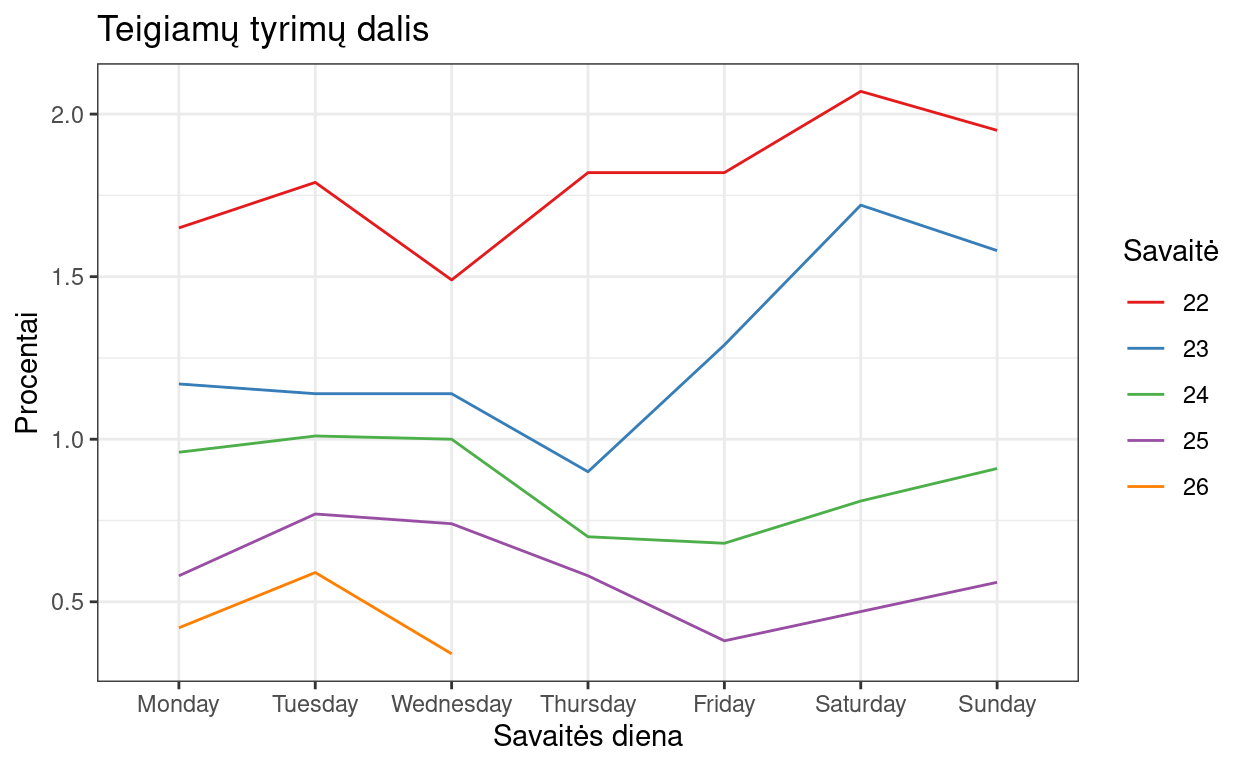 Teigiamų tyrimų dalis
Procentai
2.0
1.5
1.0
0.5
Monday
Tuesday
Wednesday
Thursday
Friday
Saturday
Sunday
Savaitės diena
Savaitė
22
23
24
25
26